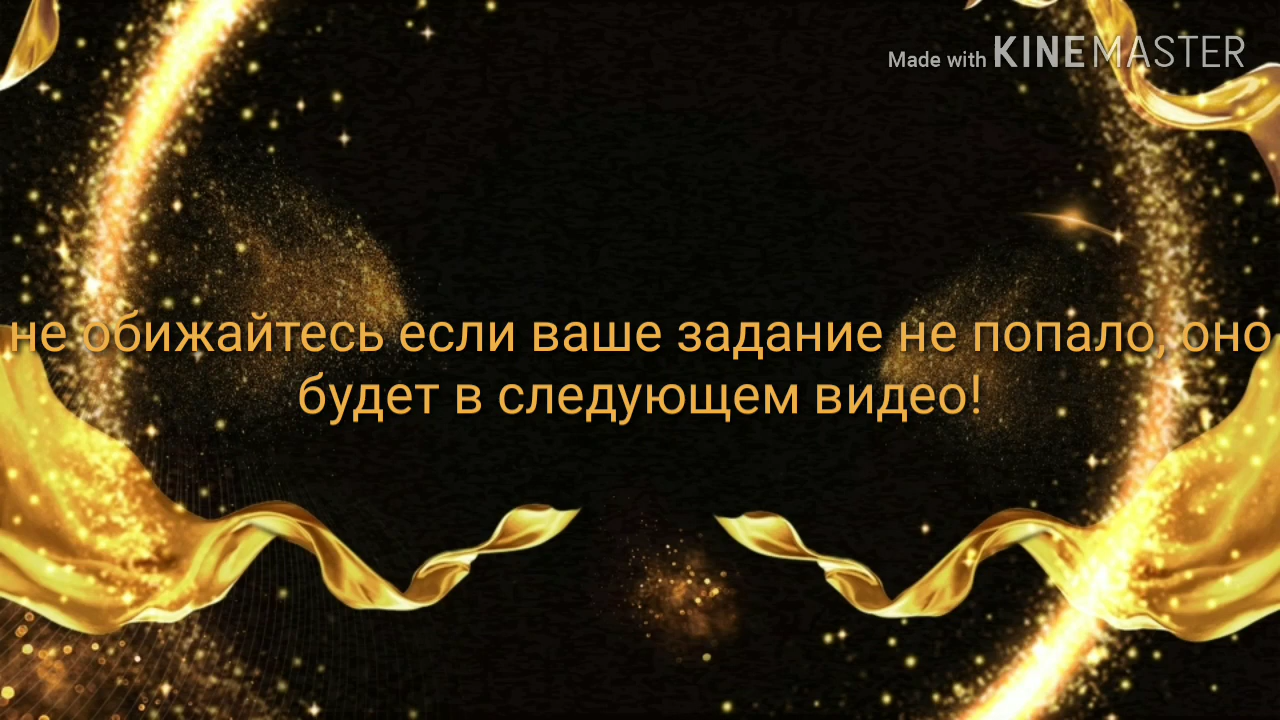 Made with KINEMASTER
не обижайтесь если ваше задание не попало, оно
будет в следующем видео!